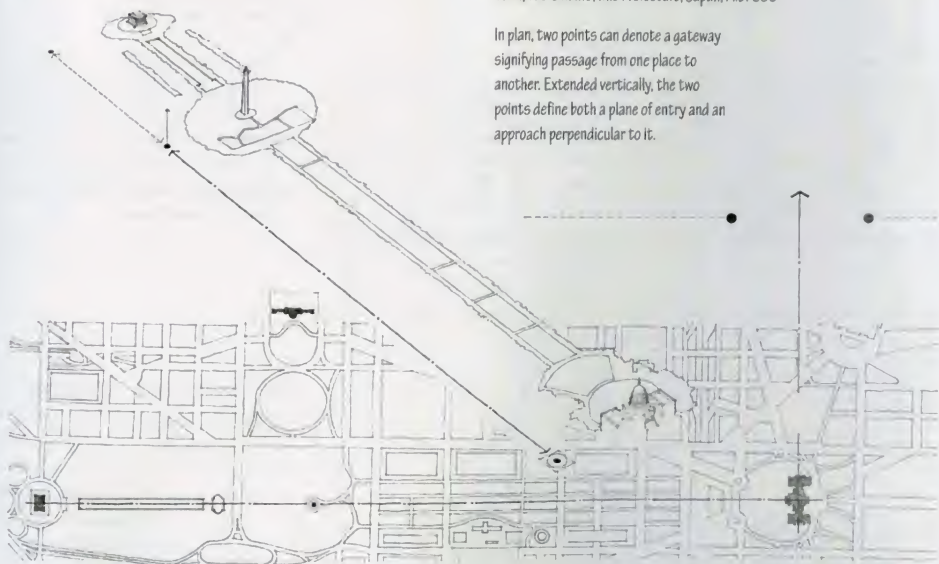 In plan, two points can denote a gateway
signifying passage from one place to
another. Extended vertically, the two
points define both a plane of entry and an
approach perpendicular to it.